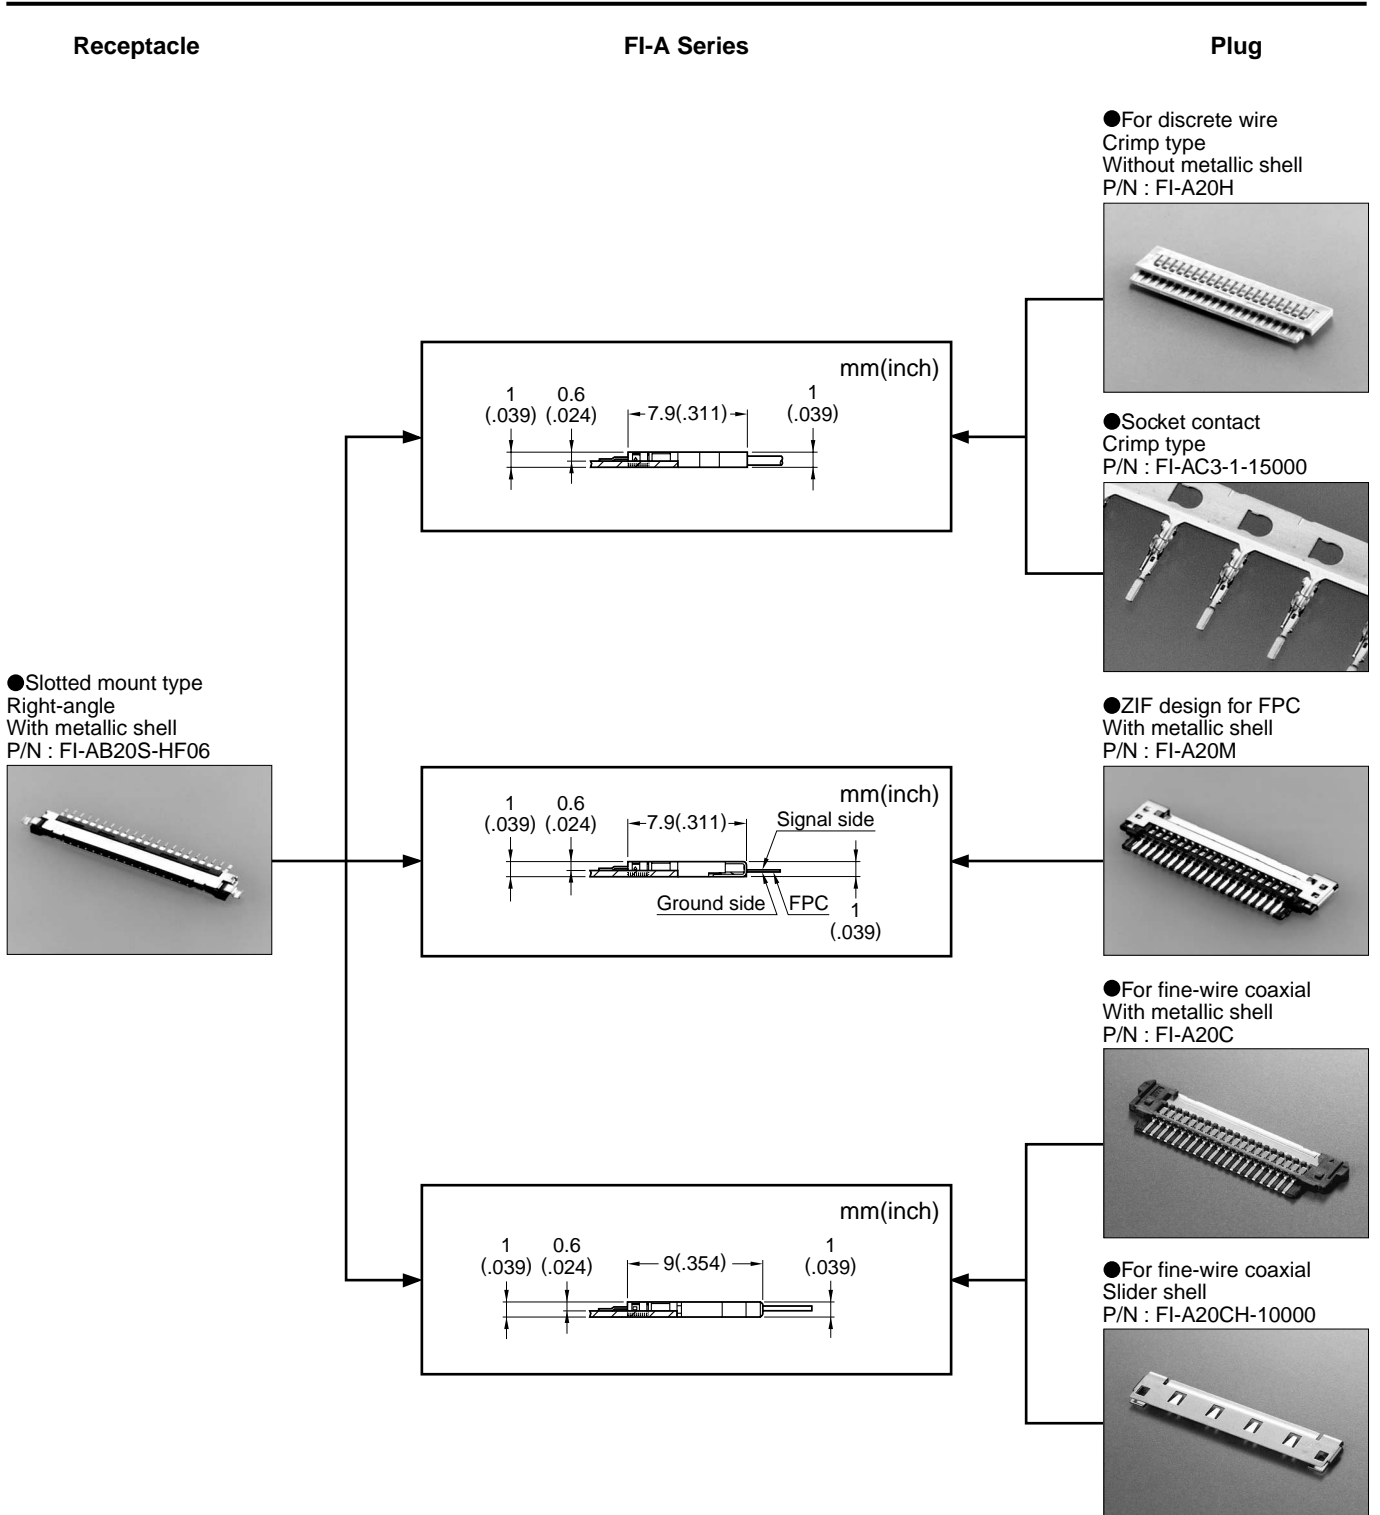 Receptacle
FI-A Series
Plug
●For discrete wire
Crimp type
Without metallic shell
P/N : FI-A20H
mm(inch)
1
(.039)
0.6
(.024)
7.9(.311)
1
(.039)
●Socket contact
Crimp type
P/N : FI-AC3-1-15000
●Slotted mount type
Right-angle
With metallic shell
P/N : FI-AB20S-HF06
mm(inch)
1
(.039)
0.6
(.024)
7.9(.311)
Signal side
Ground side
FPC
1
(.039)
●ZIF design for FPC
With metallic shell
P/N : FI-A20M
●For fine-wire coaxial
With metallic shell
P/N : FI-A20C
mm(inch)
1
(.039)
0.6
(.024)
9(.354)
1
(.039)
●For fine-wire coaxial
Slider shell
P/N : FI-A20CH-10000